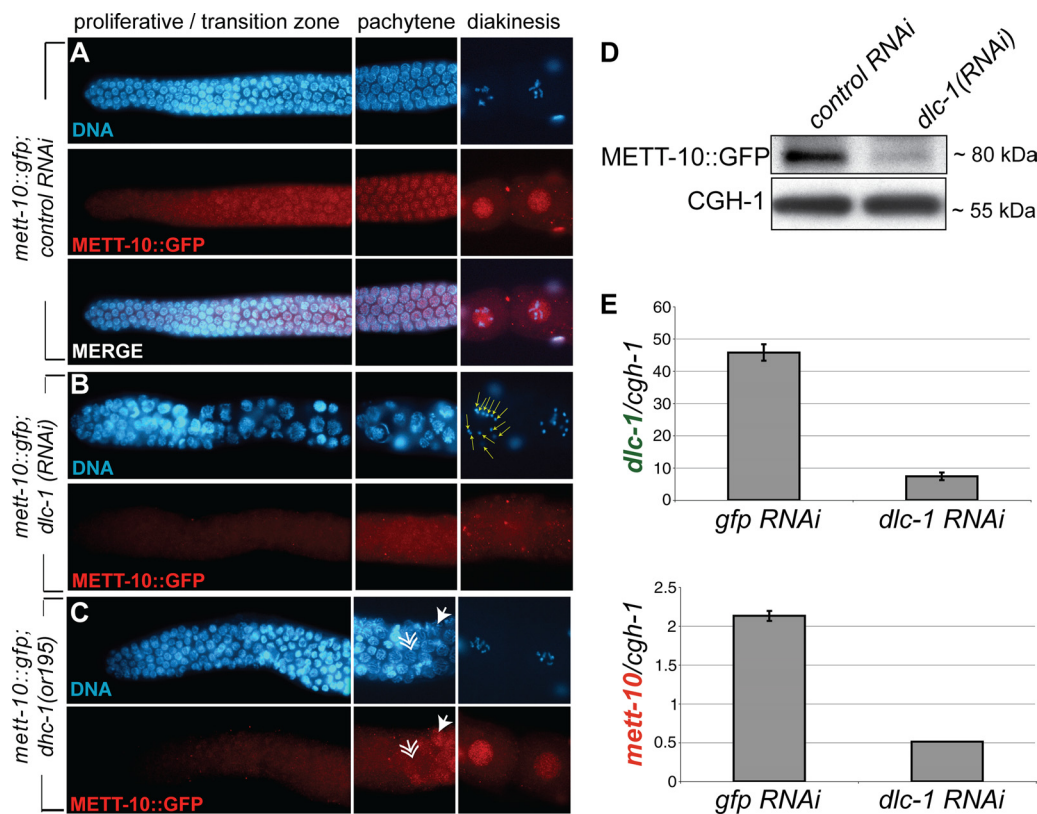 proliferative / transition zone
pachytene
diakinesis
mett-10::gfp;
control RNAi
A
DNA
METT-10::GFP
MERGE
mett-10::gfp;
dlc-1 (RNAi)
B
DNA
METT-10::GFP
mett-10::gfp;
dhc-1(or195)
C
DNA
METT-10::GFP
D
control RNAi
dlc-1(RNAi)
METT-10::GFP
~ 80 kDa
CGH-1
~ 55 kDa
E
dlc-1/cgh-1
60
50
40
30
20
10
0
gfp RNAi
dlc-1 RNAi
mett-10/cgh-1
2.5
2
1.5
1
0.5
0
gfp RNAi
dlc-1 RNAi